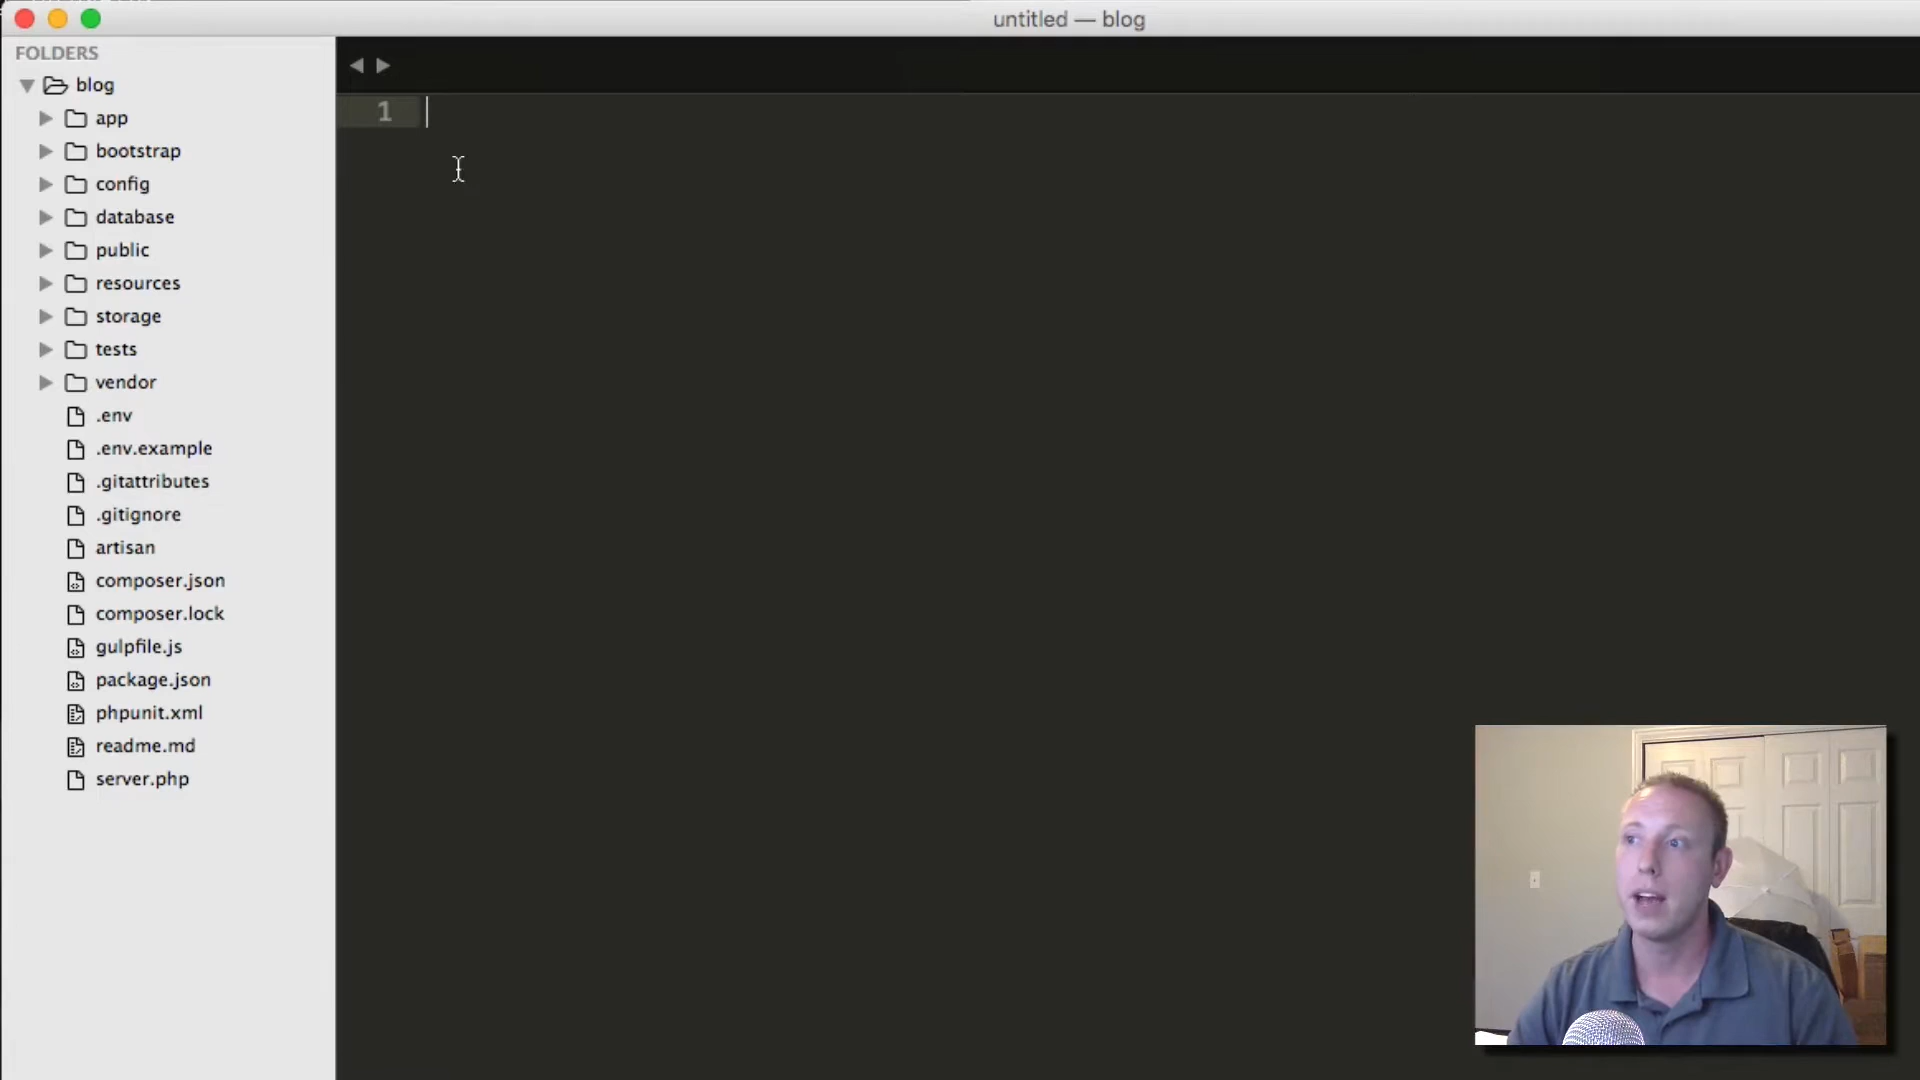 untitled — blog
FOLDERS
blog
app
bootstrap
config
database
public
resources
storage
tests
vendor
.env
.env.example
.gitattributes
.gitignore
artisan
composer.json
composer.lock
gulpfile.js
package.json
phpunit.xml
readme.md
server.php
1